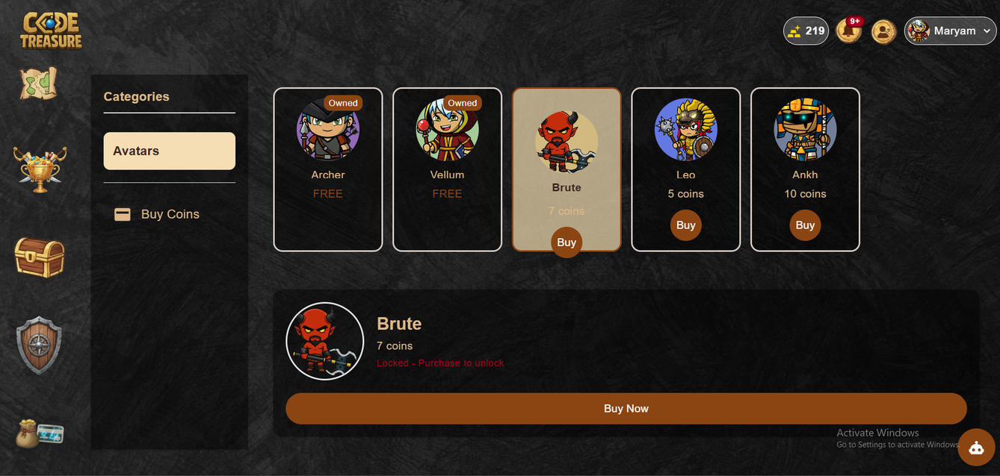 CODE
TREASURE
219
9+
Maryam
Categories
Avatars
Buy Coins
Owned
Archer
FREE
Owned
Vellum
FREE
Brute
7 coins
Buy
Leo
5 coins
Buy
Ankh
10 coins
Buy
Brute
7 coins
Locked - Purchase to unlock
Buy Now
Activate Windows
Go to Settings to activate Windows.